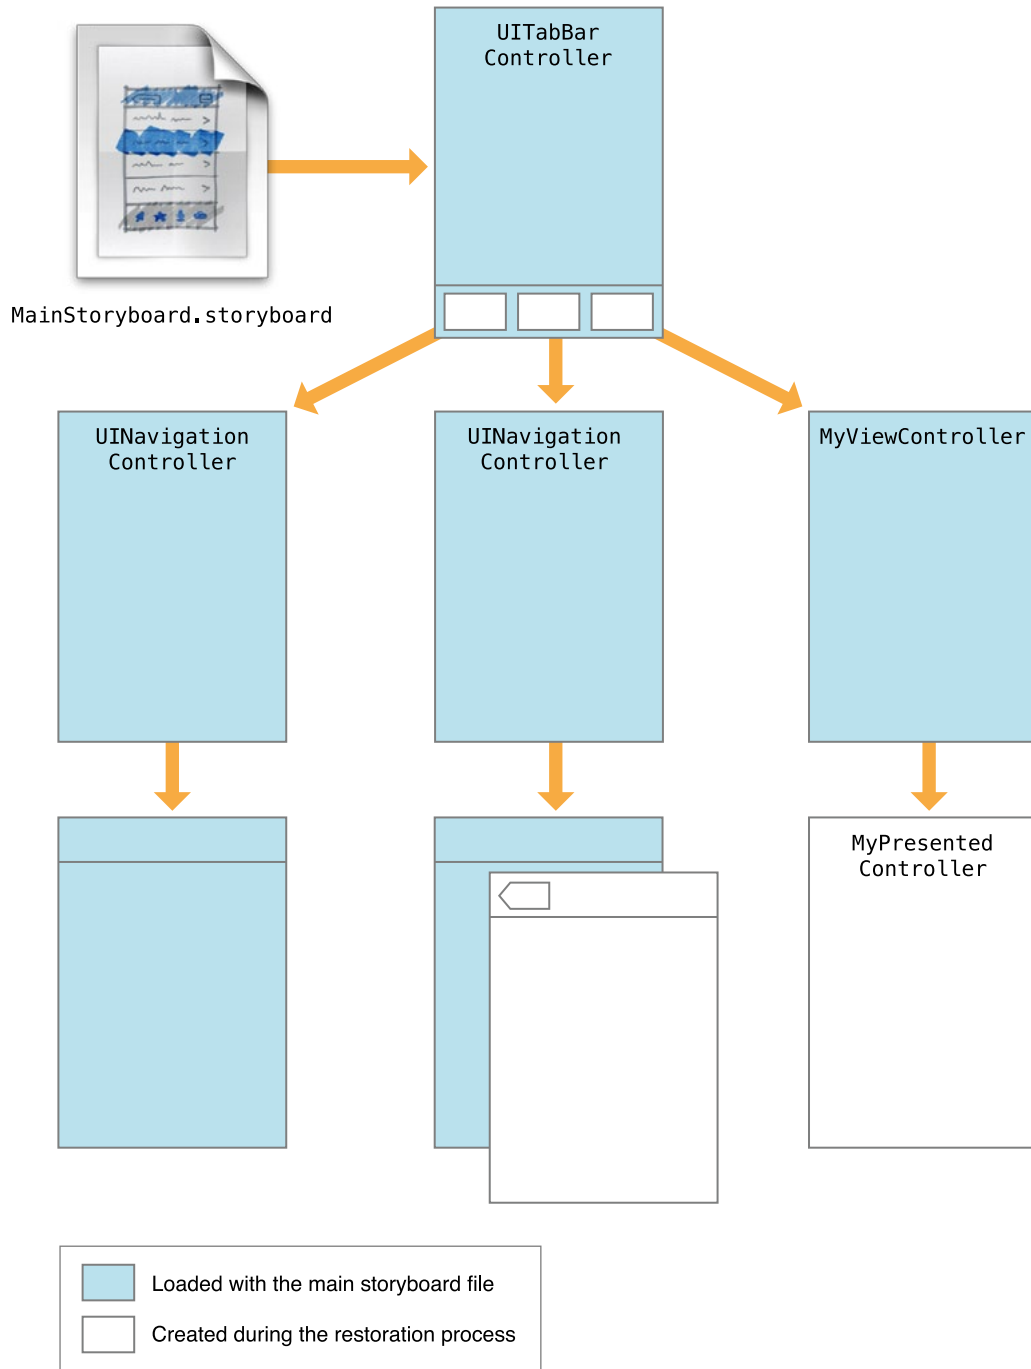 UITabBar
Controller
MainStoryboard.storyboard
UINavigation
Controller
UINavigation
Controller
MyViewController
MyPresented
Controller
Loaded with the main storyboard file
Created during the restoration process